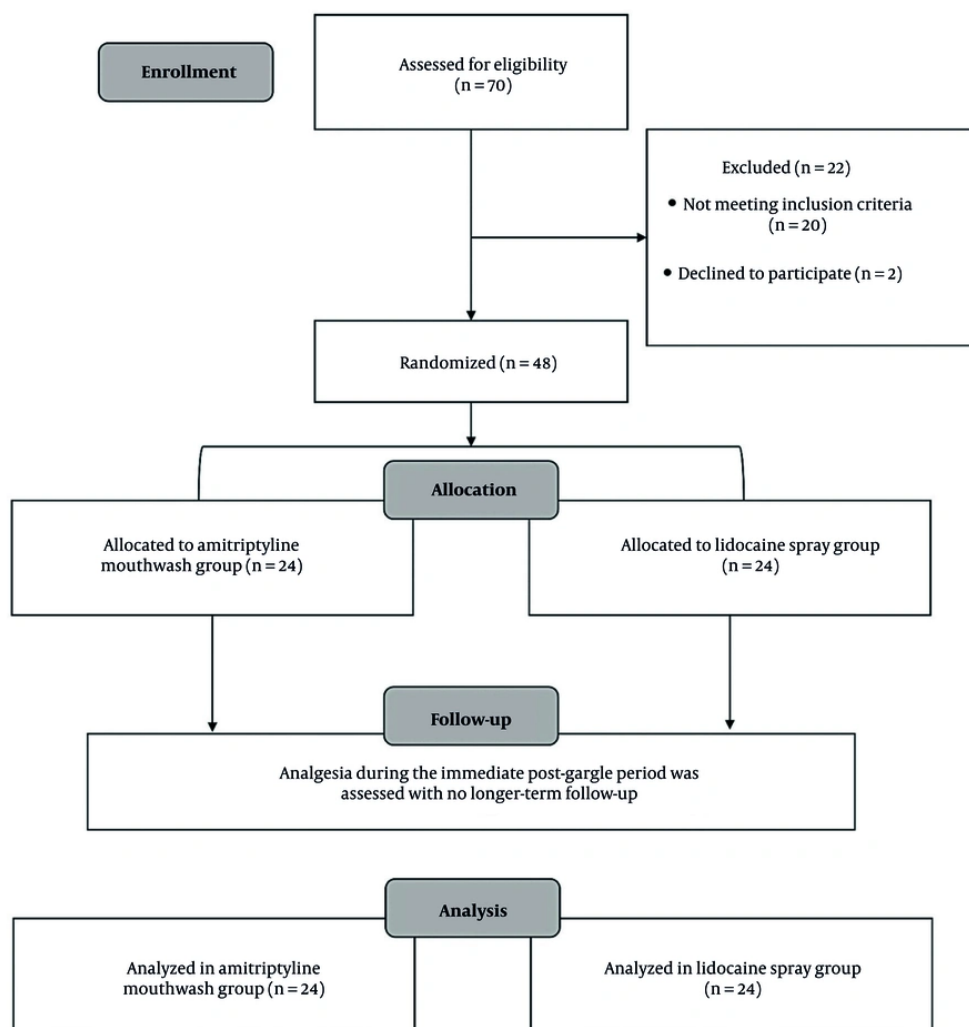 Enrollment
Assessed for eligibility
(n = 70)
Excluded (n = 22)
• Not meeting inclusion criteria
(n = 20)
• Declined to participate (n = 2)
Randomized (n = 48)
Allocation
Allocated to amitriptyline
mouthwash group (n = 24)
Allocated to lidocaine spray group
(n = 24)
Follow-up
Analgesia during the immediate post-gargle period was
assessed with no longer-term follow-up
Analysis
Analyzed in amitriptyline
mouthwash group (n = 24)
Analyzed in lidocaine spray group
(n = 24)